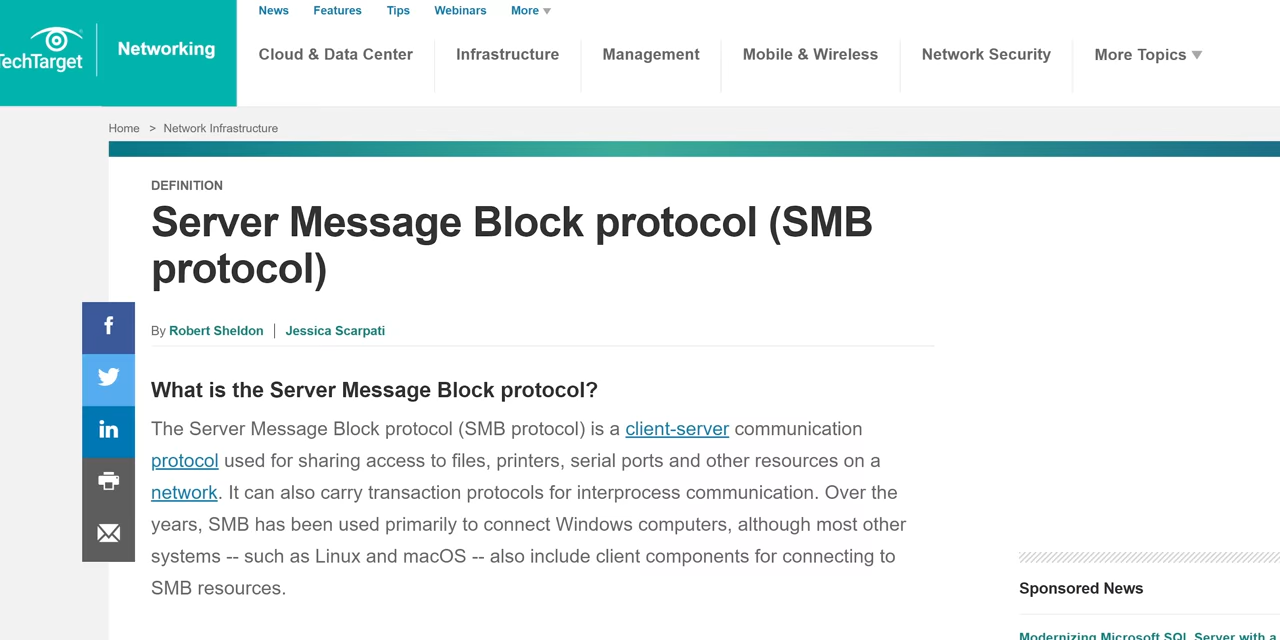 News Features Tips Webinars More
TechTarget Networking
Cloud & Data Center Infrastructure Management Mobile & Wireless Network Security More Topics
Home > Network Infrastructure
DEFINITION
Server Message Block protocol (SMB
protocol)
By Robert Sheldon | Jessica Scarpati
What is the Server Message Block protocol?
The Server Message Block protocol (SMB protocol) is a client-server communication
protocol used for sharing access to files, printers, serial ports and other resources on a
network. It can also carry transaction protocols for interprocess communication. Over the
years, SMB has been used primarily to connect Windows computers, although most other
systems -- such as Linux and macOS -- also include client components for connecting to
SMB resources.
Sponsored News
Modernizing Microsoft SQL Server with a